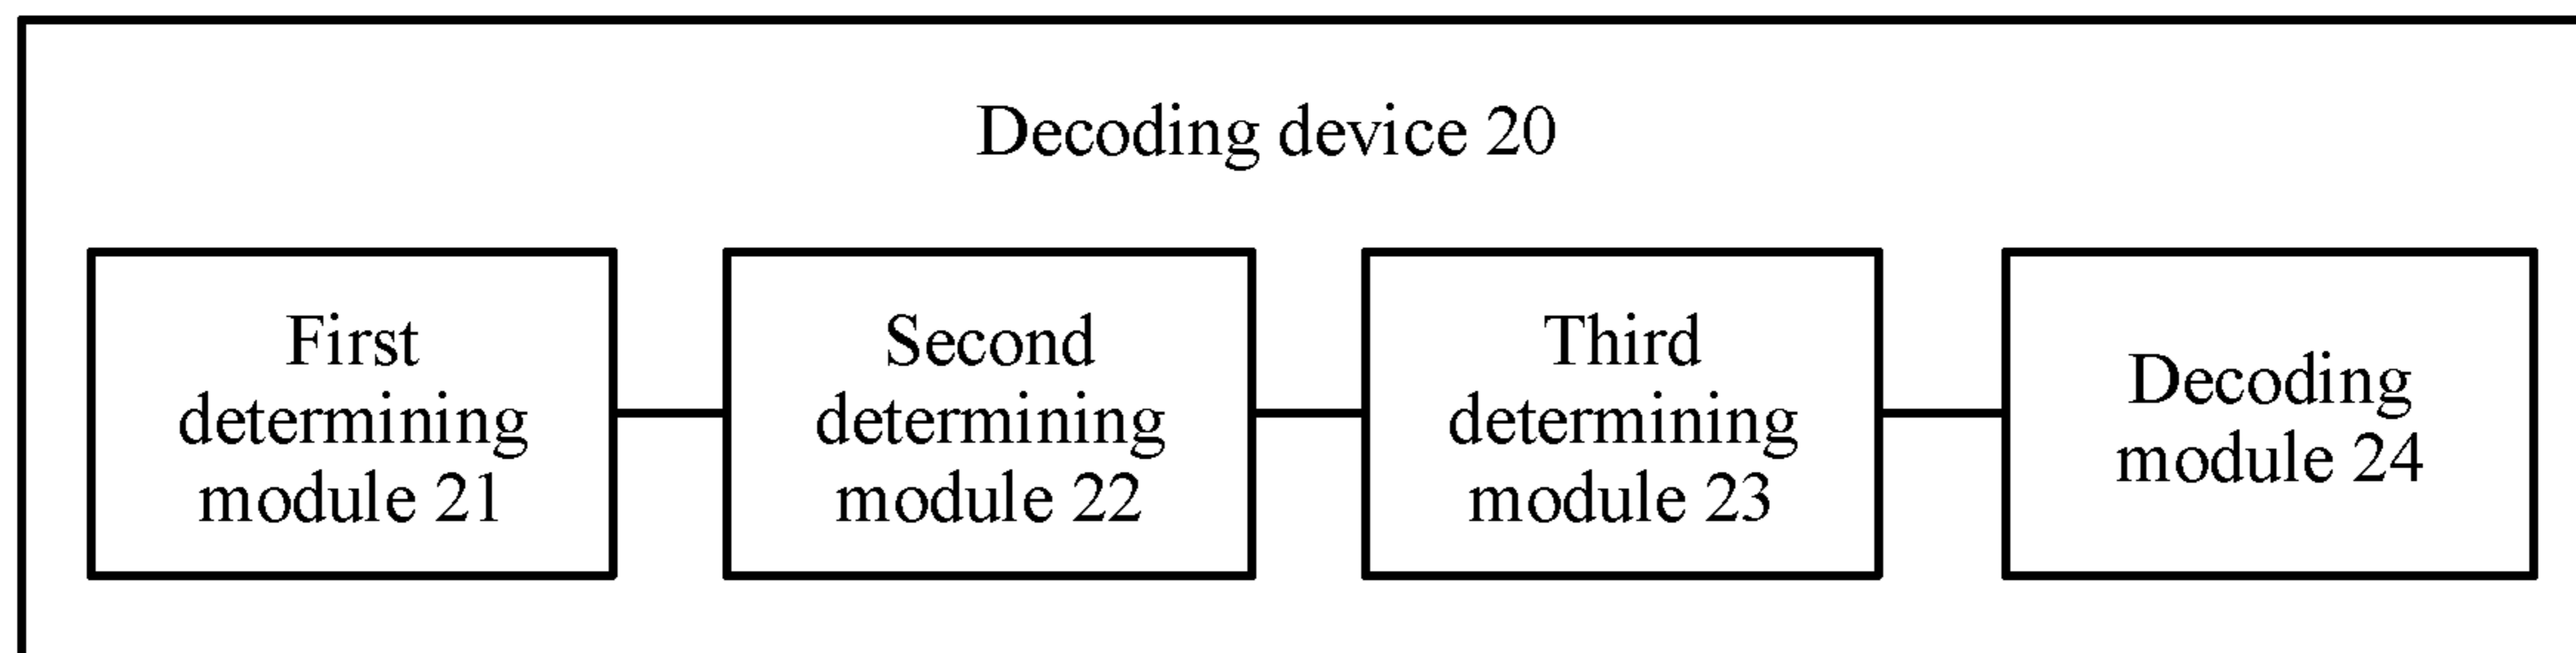 Decoding device 20
First
determining
module 21
Second
determining
module 22
Third
determining
module 23
Decoding
module 24